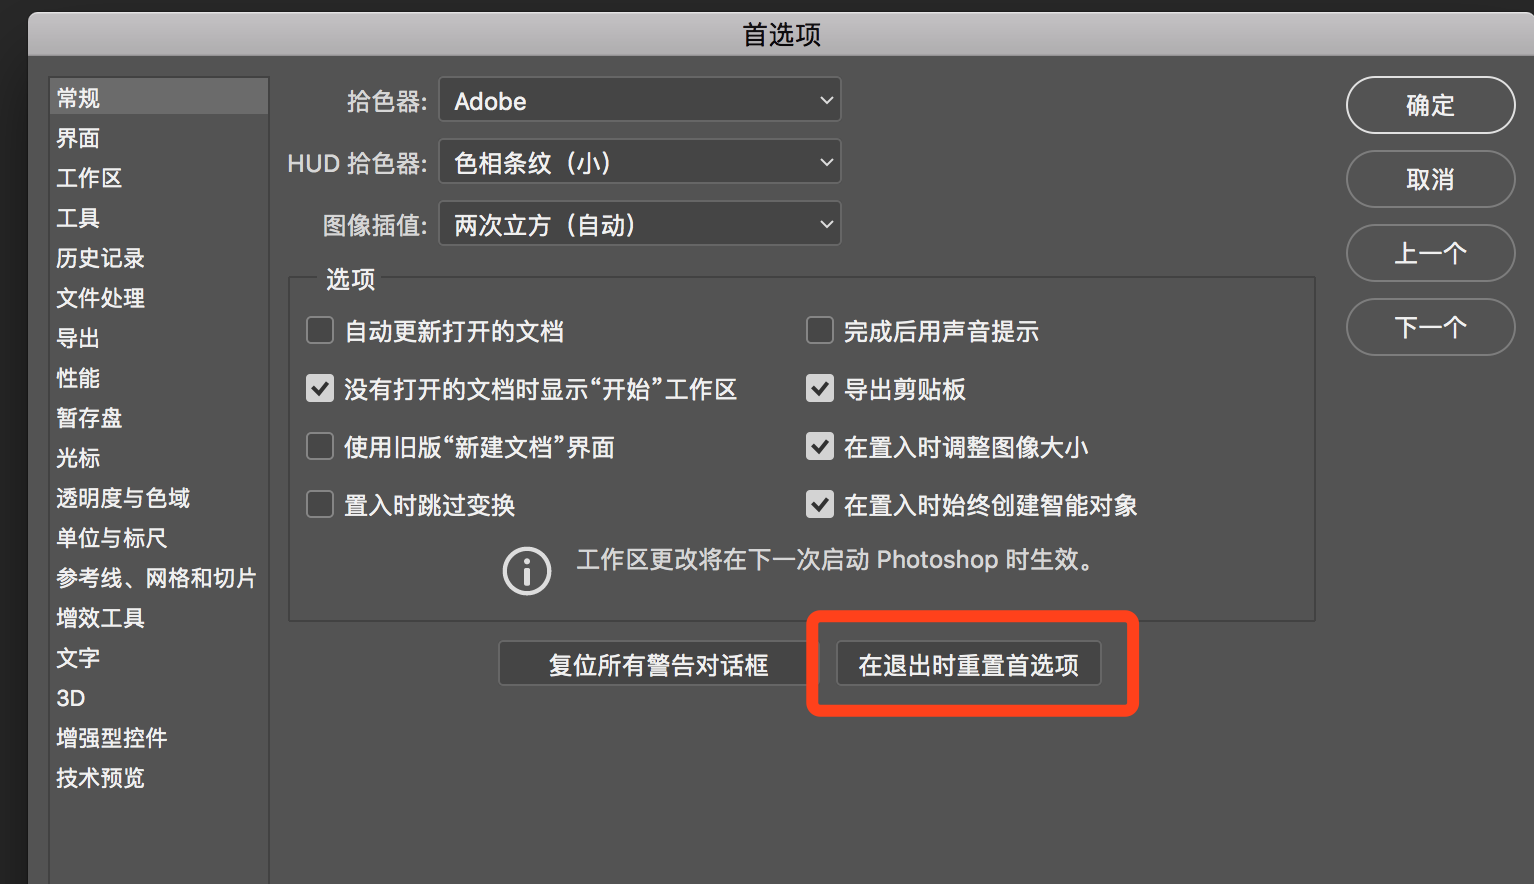 首选项
常规
界面
工作区
工具
历史记录
文件处理
导出
性能
暂存盘
光标
透明度与色域
单位与标尺
参考线、网格和切片
增效工具
文字
3D
增强型控件
技术预览
拾色器: Adobe
HUD 拾色器: 色相条纹（小）
图像插值: 两次立方（自动）
选项
自动更新打开的文档
完成后用声音提示
没有打开的文档时显示“开始”工作区
导出剪贴板
使用旧版“新建文档”界面
在置入时调整图像大小
置入时跳过变换
在置入时始终创建智能对象
工作区更改将在下一次启动 Photoshop 时生效。
复位所有警告对话框
在退出时重置首选项
确定
取消
上一个
下一个